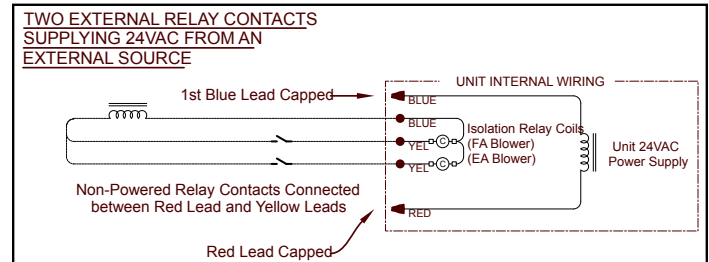 TWO EXTERNAL RELAY CONTACTS
SUPPLYING 24VAC FROM AN
EXTERNAL SOURCE
UNIT INTERNAL WIRING
1st Blue Lead Capped
BLUE
BLUE
YEL
C
YEL
C
Isolation Relay Coils
(FA Blower)
(EA Blower)
Unit 24VAC
Power Supply
Non-Powered Relay Contacts Connected
between Red Lead and Yellow Leads
RED
Red Lead Capped